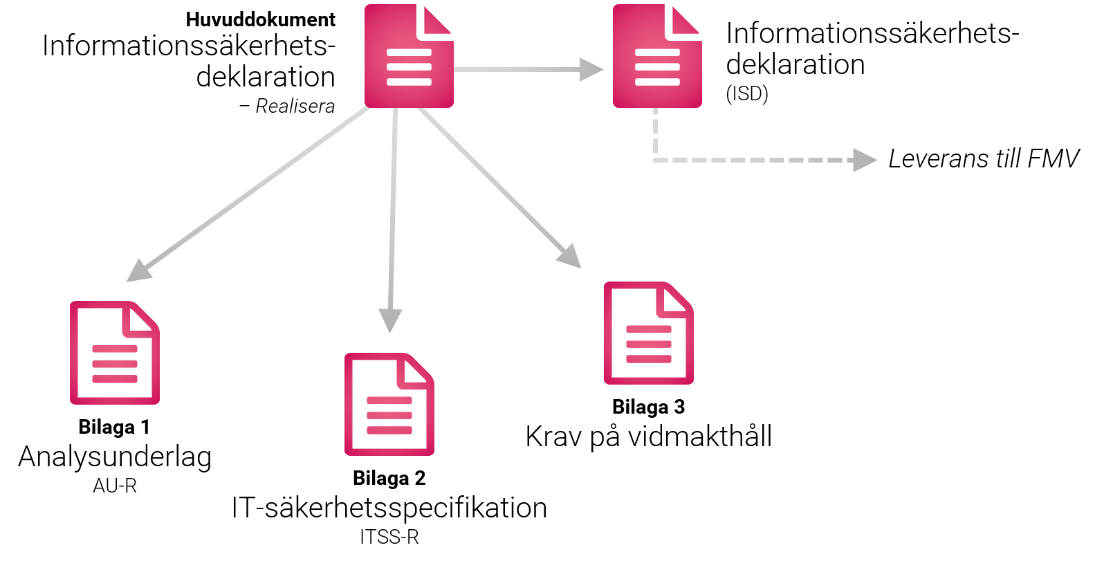 Huvuddokument
Informationssäkerhets-
deklaration
– Realisera
Informationssäkerhets-
deklaration
(ISD)
Leverans till FMV
Bilaga 1
Analysunderlag
AU-R
Bilaga 2
IT-säkerhetsspecifikation
ITSS-R
Bilaga 3
Krav på vidmakthåll